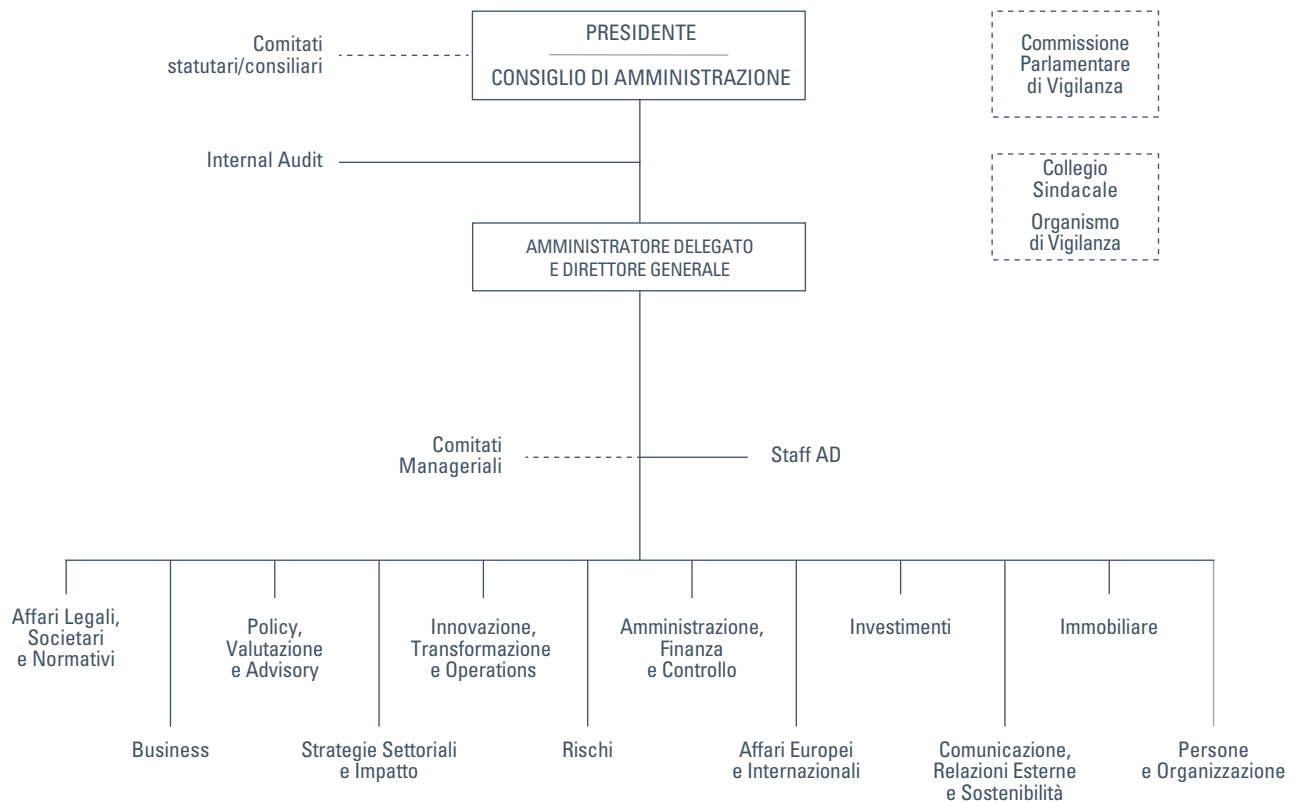 PRESIDENTE
CONSIGLIO DI AMMINISTRAZIONE
Comitati
statutari/consiliari
Commissione
Parlamentare
di Vigilanza
Internal Audit
Collegio
Sindacale
Organismo
di Vigilanza
AMMINISTRATORE DELEGATO
E DIRETTORE GENERALE
Comitati
Manageriali
Staff AD
Affari Legali,
Societari
e Normativi
Policy,
Valutazione
e Advisory
Innovazione,
Transformazione
e Operations
Amministrazione,
Finanza
e Controllo
Investimenti
Immobiliare
Business
Strategie Settoriali
e Impatto
Rischi
Affari Europei
e Internazionali
Comunicazione,
Relazioni Esterne
e Sostenibilità
Persone
e Organizzazione